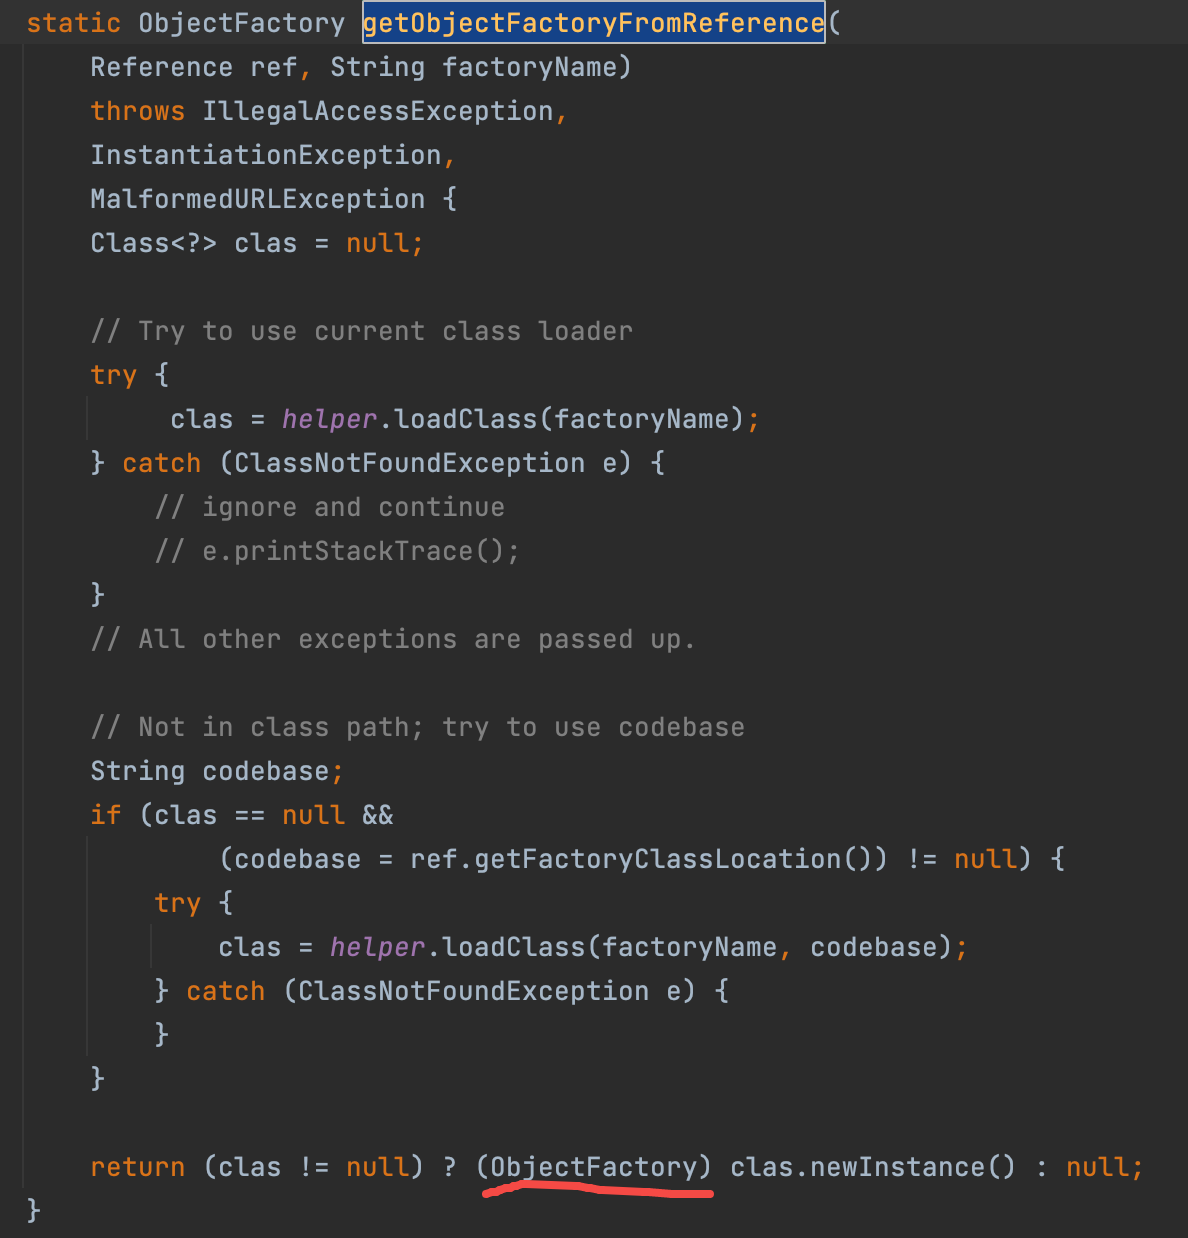 static ObjectFactory getObjectFactoryFromReference(
Reference ref, String factoryName)
throws IllegalAccessException,
InstantiationException,
MalformedURLException {
Class<?> clas = null;
// Try to use current class loader
try {
clas = helper.loadClass(factoryName);
} catch (ClassNotFoundException e) {
// ignore and continue
// e.printStackTrace();
}
// All other exceptions are passed up.
// Not in class path; try to use codebase
String codebase;
if (clas == null &&
(codebase = ref.getFactoryClassLocation()) != null) {
try {
clas = helper.loadClass(factoryName, codebase);
} catch (ClassNotFoundException e) {
}
}
return (clas != null) ? (ObjectFactory) clas.newInstance() : null;
}